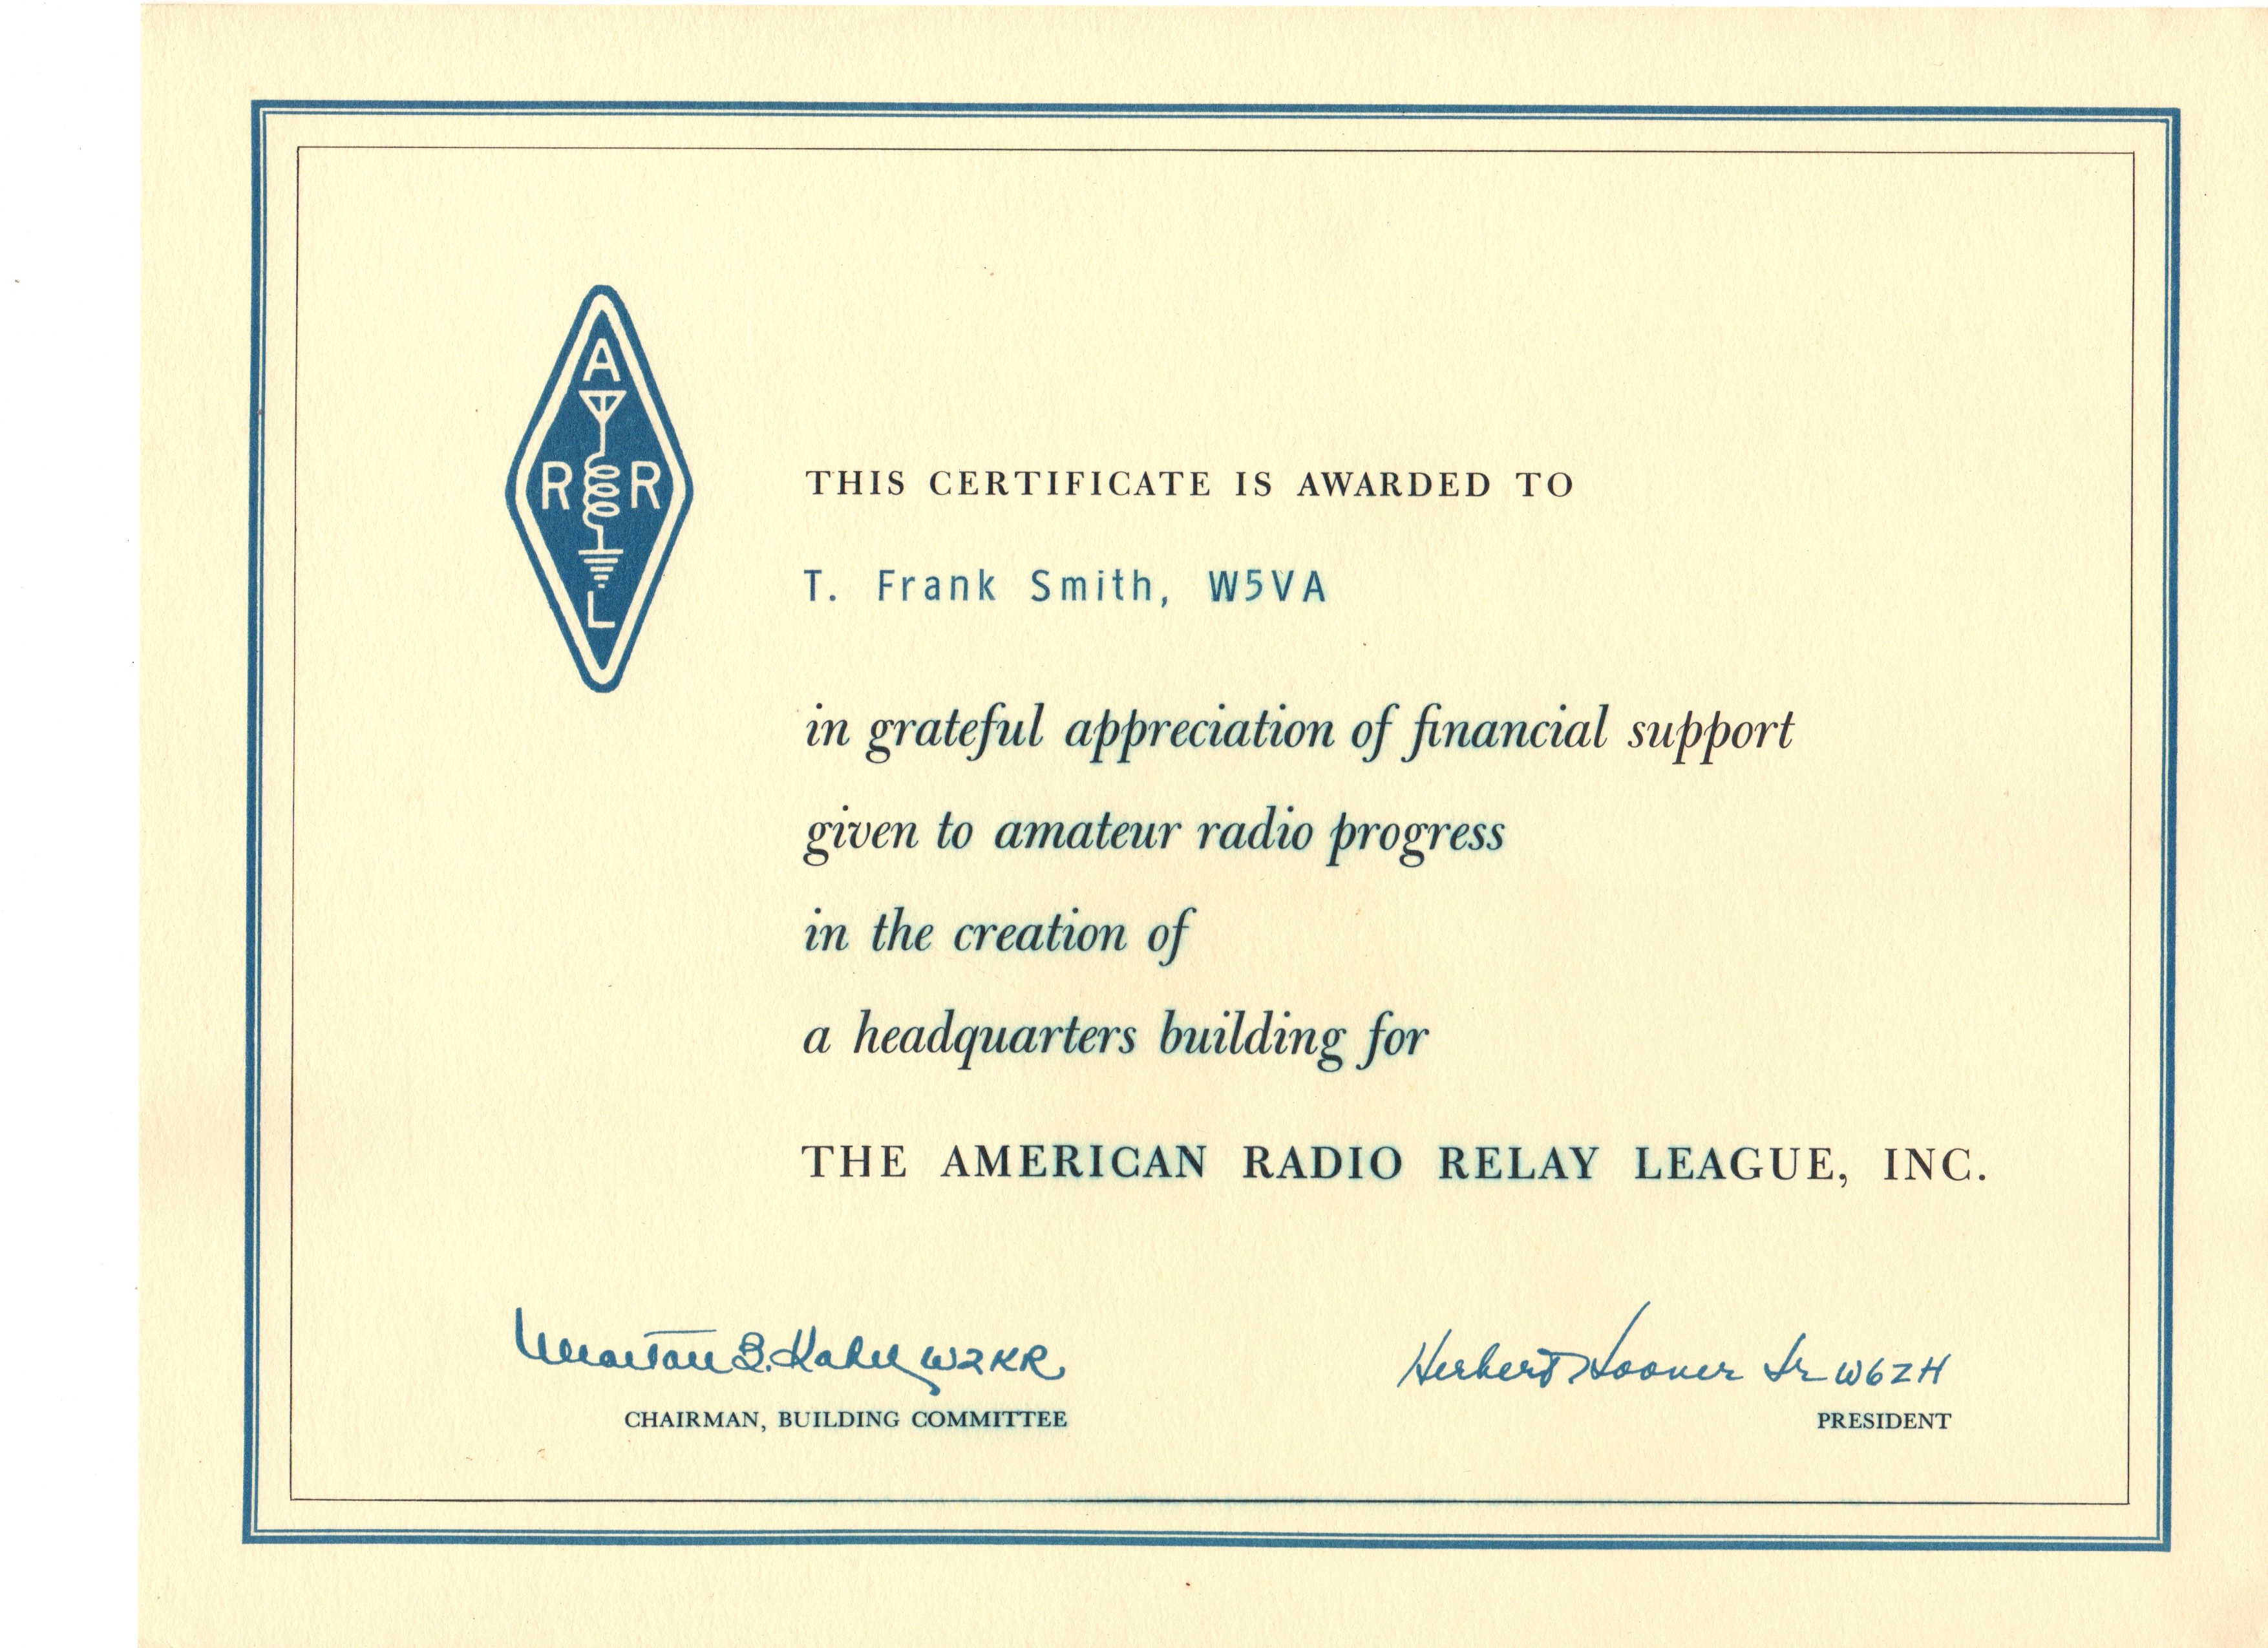 A
R R
L
THIS CERTIFICATE IS AWARDED TO
T. Frank Smith, W5VA
in grateful appreciation of financial support
given to amateur radio progress
in the creation of
a headquarters building for
THE AMERICAN RADIO RELAY LEAGUE, INC.
Morton B. Kahn W2KR
CHAIRMAN, BUILDING COMMITTEE
Herbert Hoover Jr W6ZH
PRESIDENT